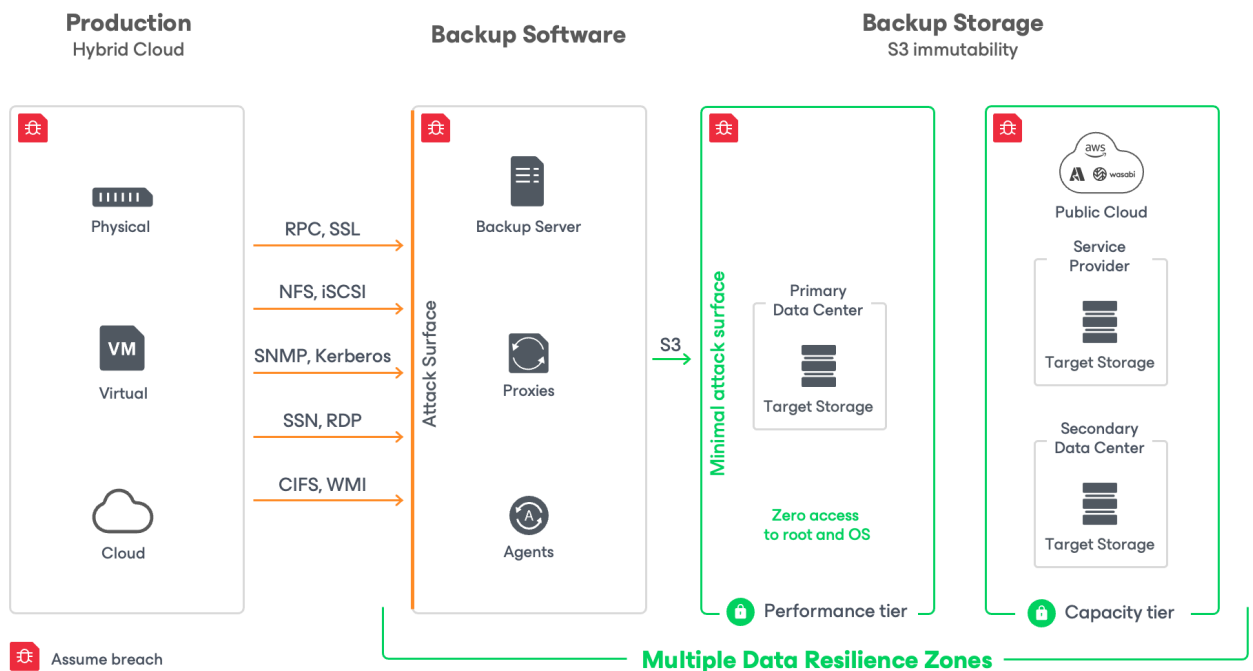 Production
Hybrid Cloud
Backup Software
Backup Storage
S3 immutability
Physical
VM
Virtual
Cloud
RPC, SSL
NFS, iSCSI
SNMP, Kerberos
SSN, RDP
CIFS, WMI
Attack Surface
Backup Server
Proxies
A
Agents
S3
Minimal attack surface
Primary
Data Center
Target Storage
Zero access
to root and OS
Performance tier
aws
wasabi
Public Cloud
Service
Provider
Target Storage
Secondary
Data Center
Target Storage
Capacity tier
Assume breach
Multiple Data Resilience Zones